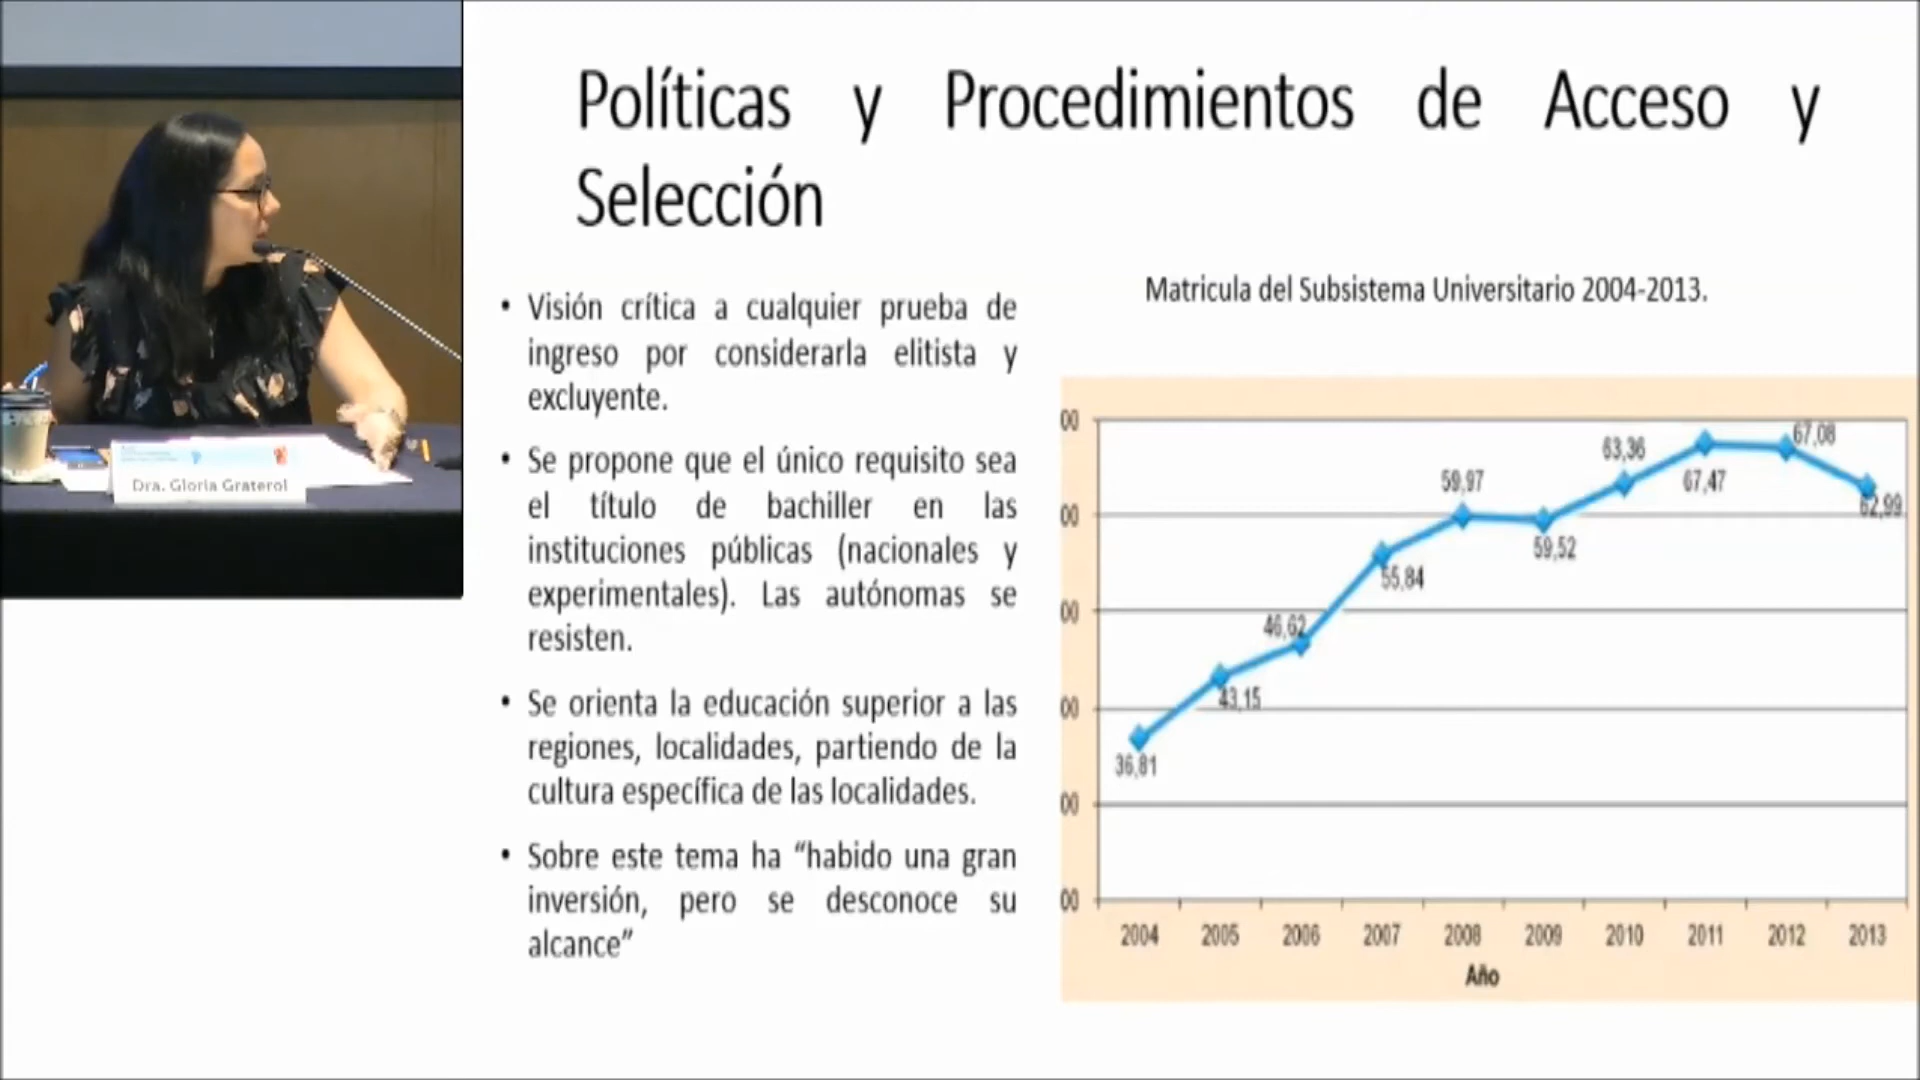 Políticas y Procedimientos de Acceso y
Selección
• Visión crítica a cualquier prueba de
ingreso por considerarla elitista y
excluyente.
• Se propone que el único requisito sea
el título de bachiller en las
instituciones públicas (nacionales y
experimentales). Las autónomas se
resisten.
• Se orienta la educación superior a las
regiones, localidades, partiendo de la
cultura específica de las localidades.
• Sobre este tema ha “habido una gran
inversión, pero se desconoce su
alcance”
Matricula del Subsistema Universitario 2004-2013.
00
00
00
00
00
00
36,81
43,15
46,62
55,84
59,97
59,52
63,36
67,47
67,08
62,99
2004 2005 2006 2007 2008 2009 2010 2011 2012 2013
Año
Dra. Gloria Graterol